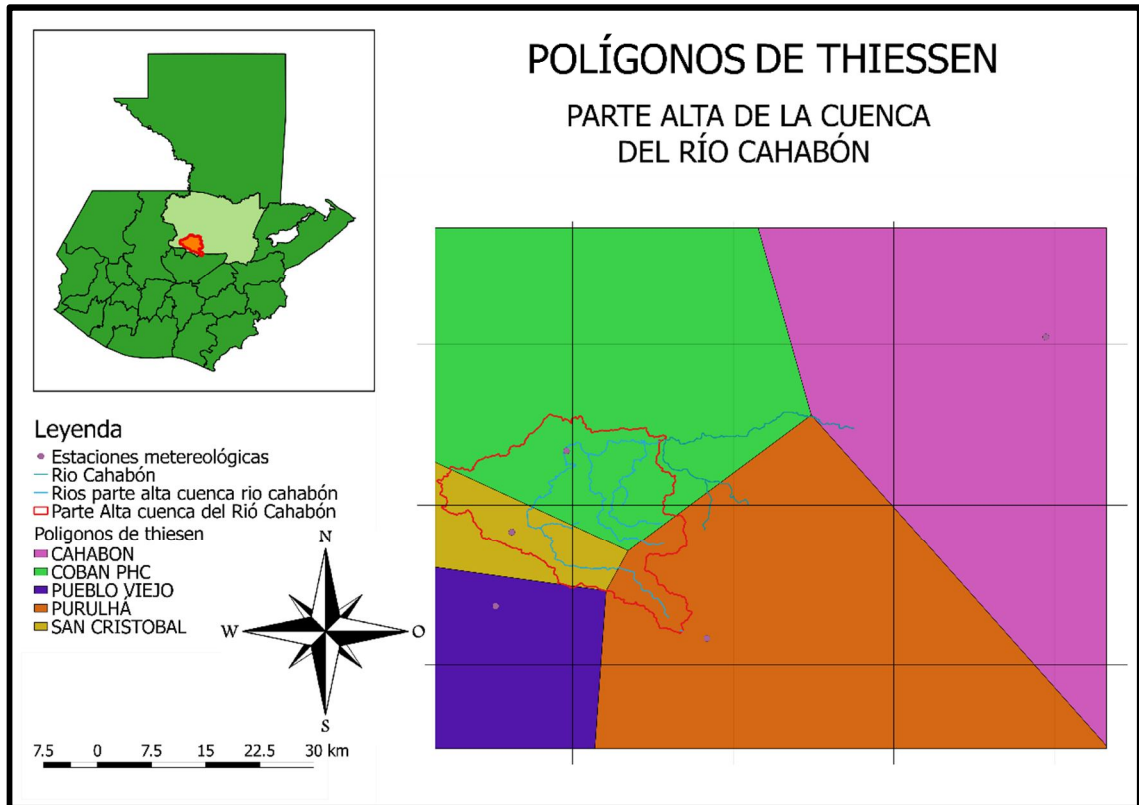 POLÍGONOS DE THIESSEN
PARTE ALTA DE LA CUENCA
DEL RÍO CAHABÓN
Leyenda
Estaciones metereológicas
Rio Cahabón
Rios parte alta cuenca rio cahabón
Parte Alta cuenca del Rió Cahabón
Poligonos de thiesen
CAHABON
COBAN PHC
PUEBLO VIEJO
PURULHÁ
SAN CRISTOBAL
N
W
O
S
7.5 0 7.5 15 22.5 30 km